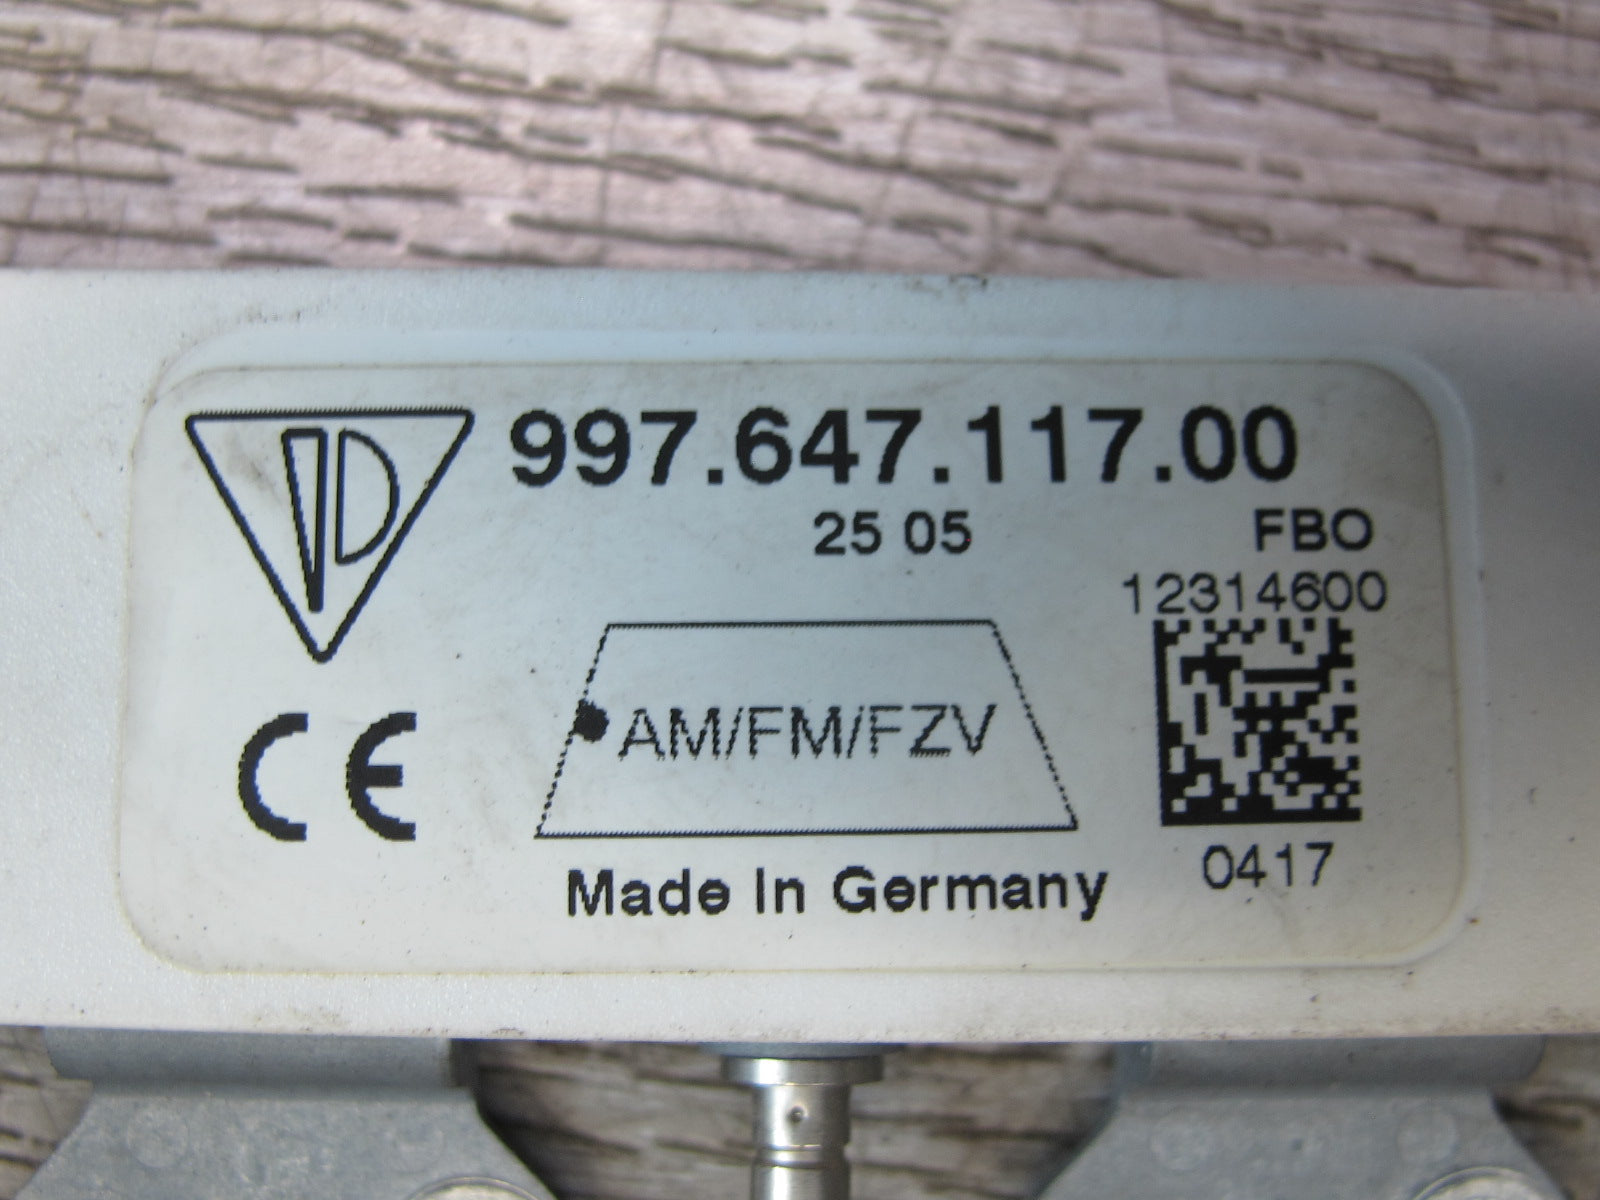 997.647.117.00
25 05
FBO
12314600
AM/FM/FZV
CE
0417
Made In Germany